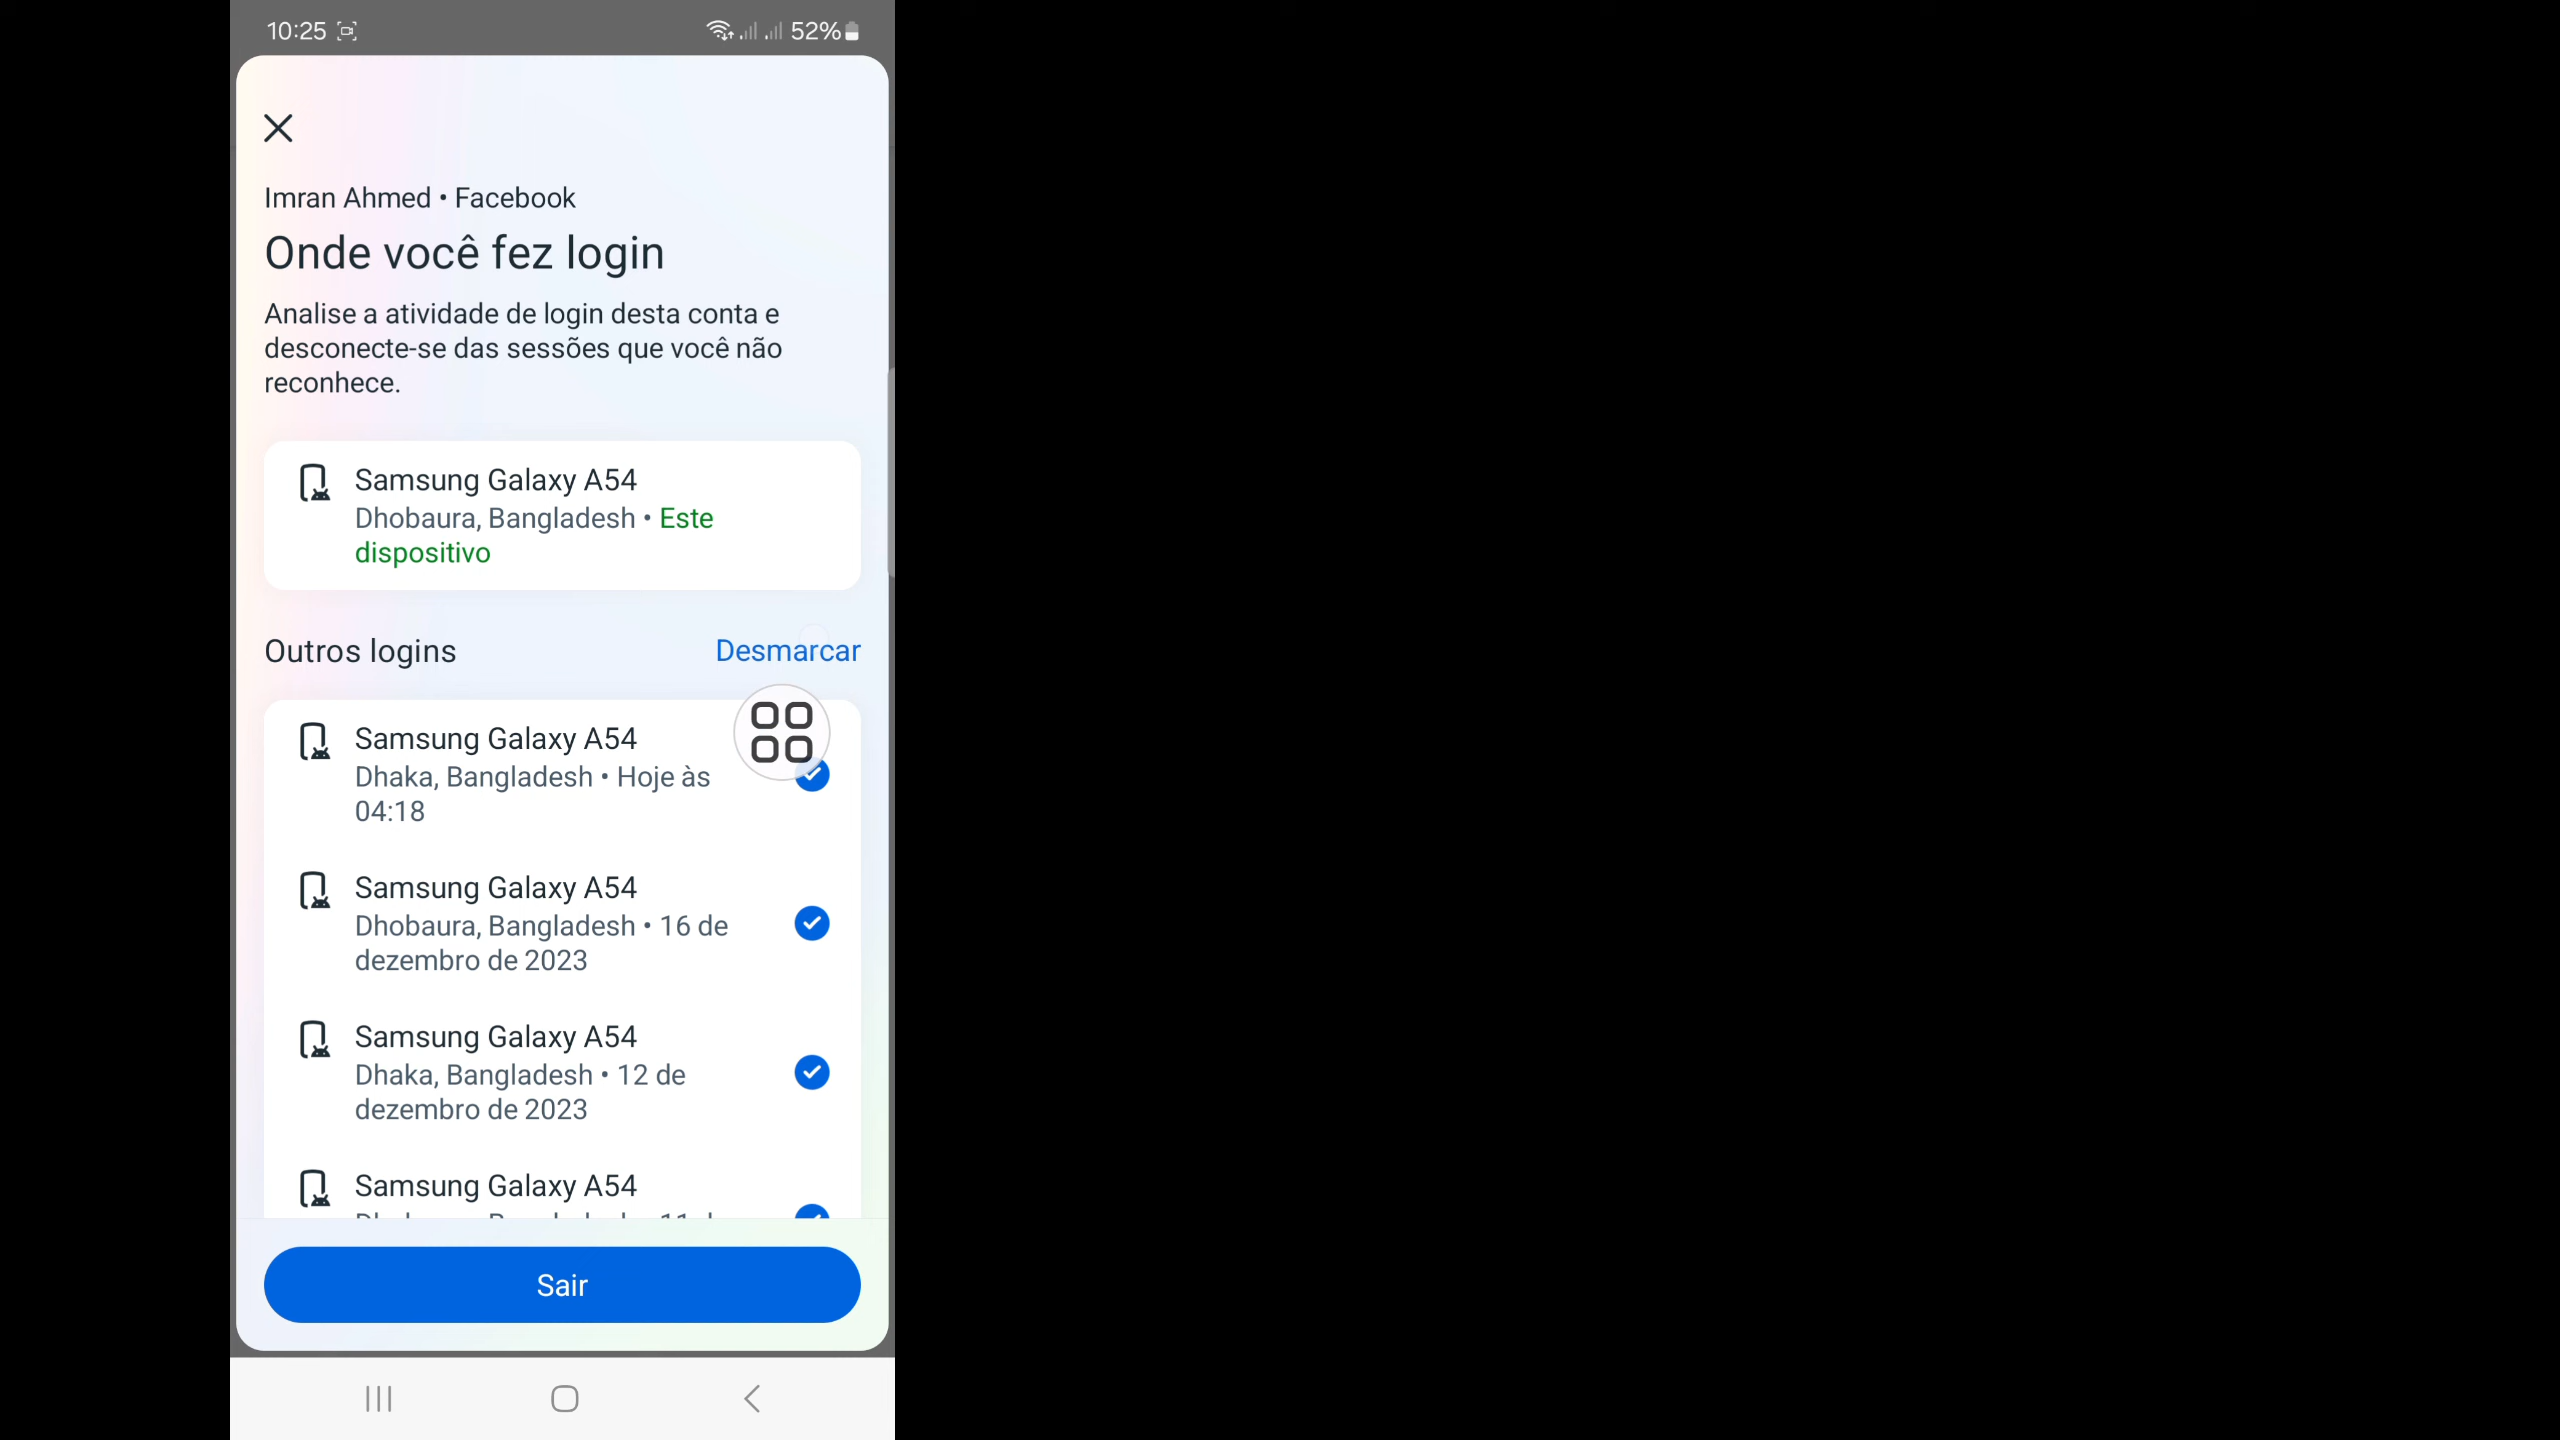 10:25 52%
Imran Ahmed • Facebook
Onde você fez login
Analise a atividade de login desta conta e
desconecte-se das sessões que você não
reconhece.
Samsung Galaxy A54
Dhobaura, Bangladesh • Este
dispositivo
Outros logins Desmarcar
Samsung Galaxy A54
Dhaka, Bangladesh • Hoje às
04:18
Samsung Galaxy A54
Dhobaura, Bangladesh • 16 de
dezembro de 2023
Samsung Galaxy A54
Dhaka, Bangladesh • 12 de
dezembro de 2023
Samsung Galaxy A54
Sair